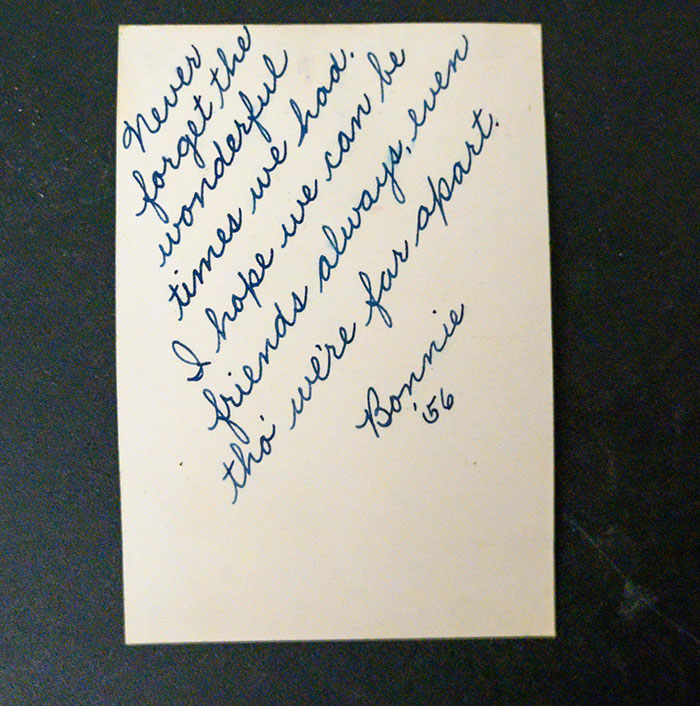 Never
forget the
wonderful
times we had.
I hope we can be
friends always, even
tho' we're far apart.
Bonnie
'56